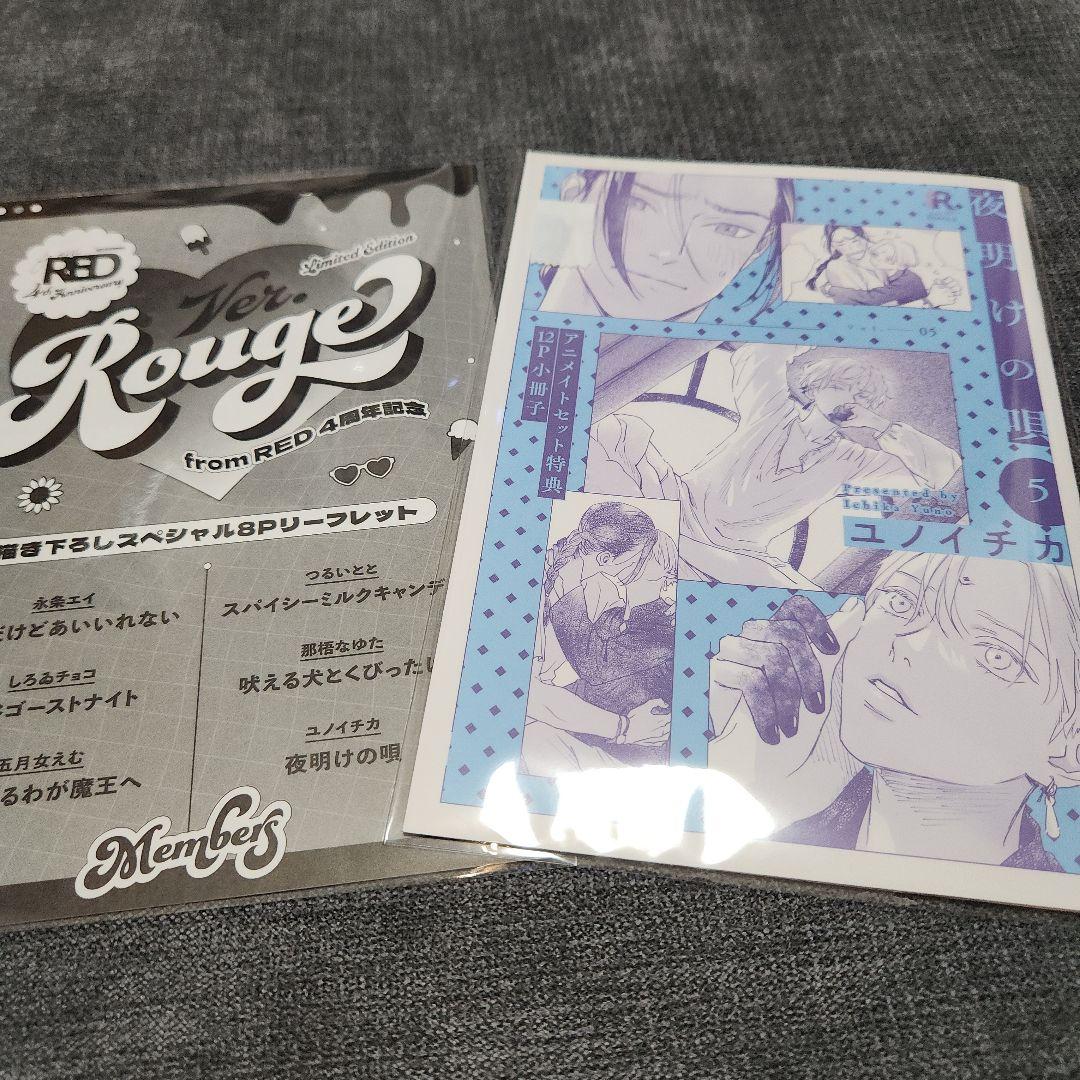 RED
4th Anniversary
Limited Edition
Ver.
Rouge
from RED 4周年記念
描き下ろしスペシャル8Pリーフレット
永条エイ
だけどあいいれない
しろゐチョコ
ゴーストナイト
五月女えむ
るわが魔王へ
つるいとと
スパイシーミルクキャンデ
那梧なゆた
吠える犬とくびったけ
ユノイチカ
夜明けの唄
Members
R
夜明けの唄
5
05
アニメイトセット特典
12P小冊子
Presented by
Ichika Yuno
ユノイチカ